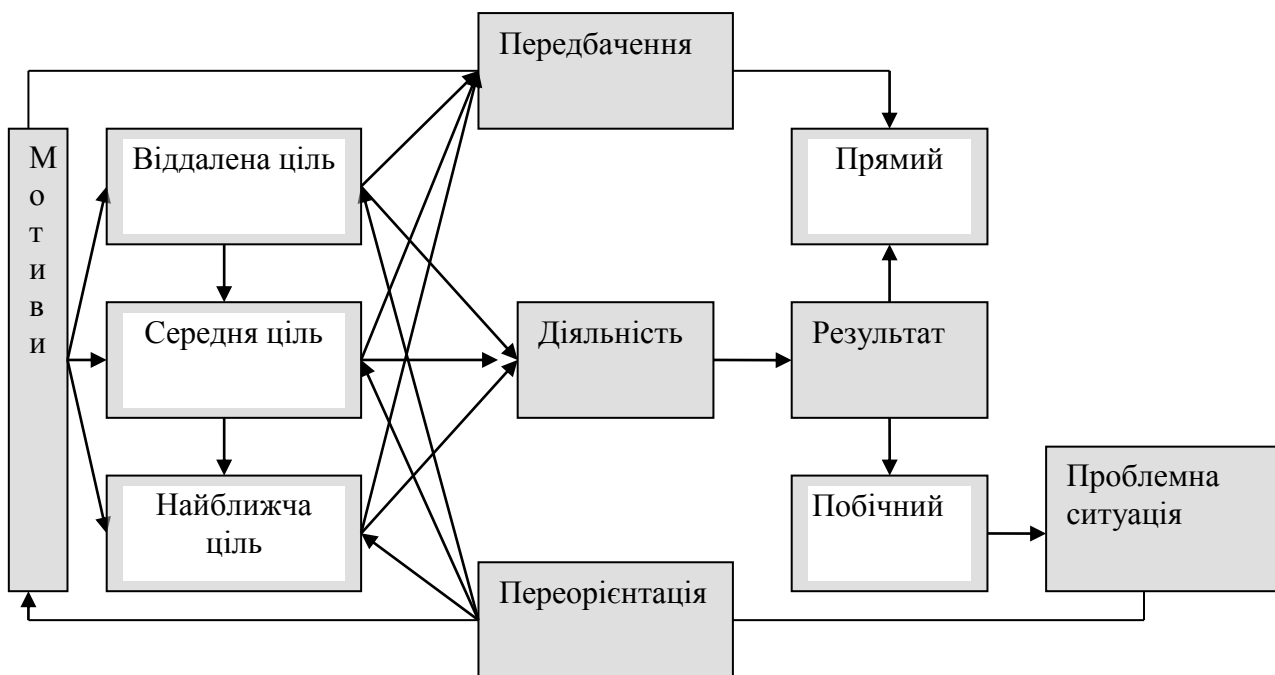 Передбачення
М
о
т
и
в
и
Віддалена ціль
Прямий
Середня ціль
Діяльність
Результат
Найближча
ціль
Побічний
Проблемна
ситуація
Переорієнтація